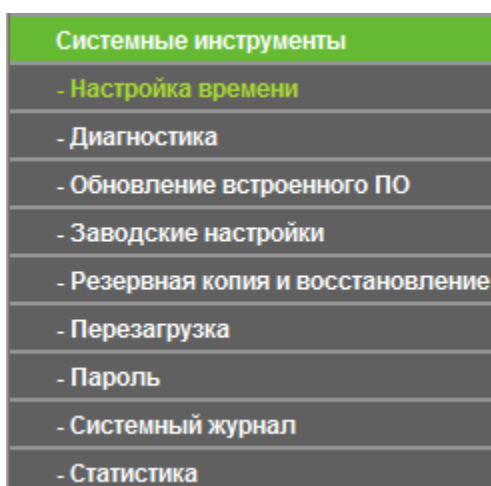 Системные инструменты
- Настройка времени
- Диагностика
- Обновление встроенного ПО
- Заводские настройки
- Резервная копия и восстановление
- Перезагрузка
- Пароль
- Системный журнал
- Статистика